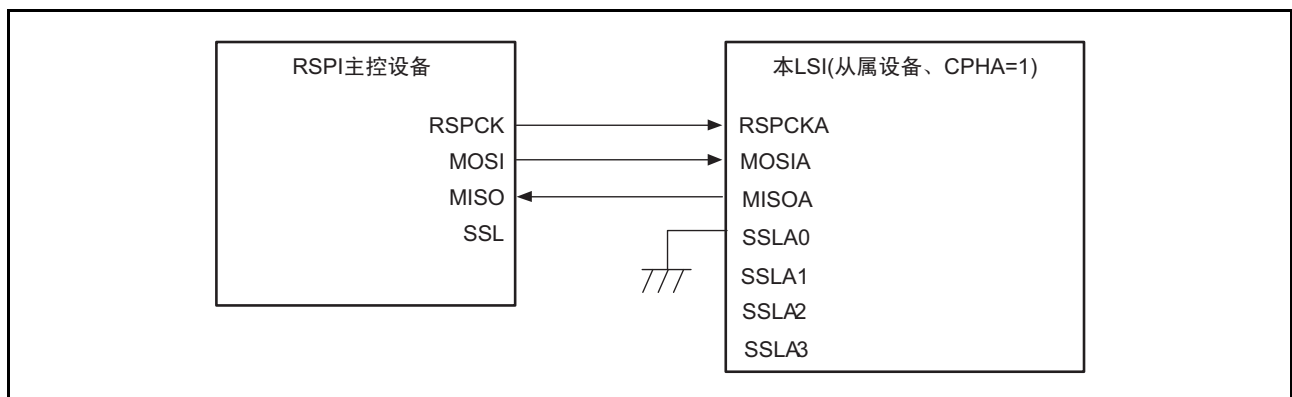 RSPI主控设备
RSPCK
MOSI
MISO
SSL
本LSI(从属设备、CPHA=1)
RSPCKA
MOSIA
MISOA
SSLA0
SSLA1
SSLA2
SSLA3